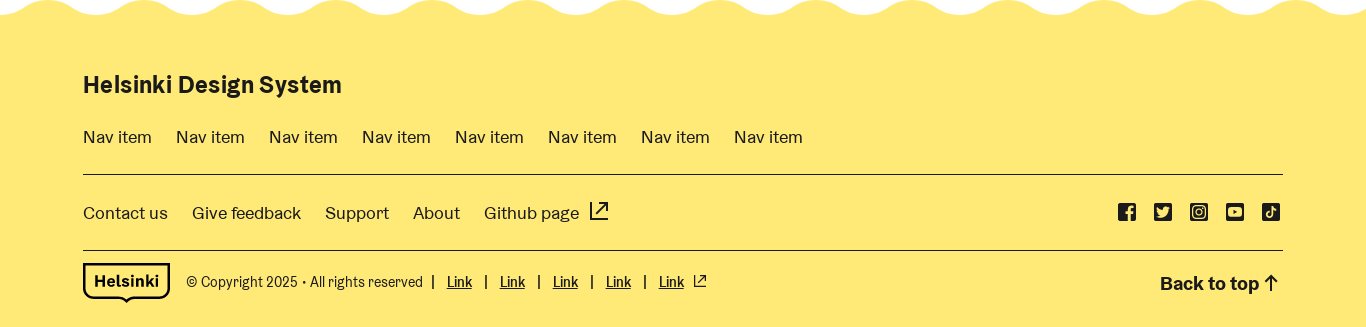 Helsinki Design System
Nav item Nav item Nav item Nav item Nav item Nav item Nav item Nav item
Contact us Give feedback Support About Github page
Helsinki © Copyright 2025 • All rights reserved | Link | Link | Link | Link | Link Back to top